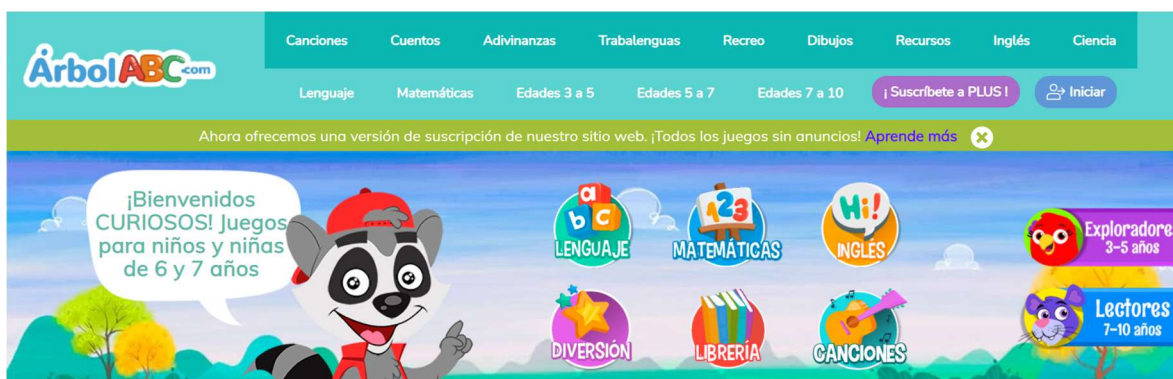 Árbol ABC.com
Canciones Cuentos Adivinanzas Trabalenguas Recreo Dibujos Recursos Inglés Ciencia
Lenguaje Matemáticas Edades 3 a 5 Edades 5 a 7 Edades 7 a 10 ¡ Suscríbete a PLUS ! Iniciar
Ahora ofrecemos una versión de suscripción de nuestro sitio web. ¡Todos los juegos sin anuncios! Aprende más
¡Bienvenidos
CURIOSOS! Juegos
para niños y niñas
de 6 y 7 años
a
b c
LENGUAJE
123
MATEMÁTICAS
Hi!
INGLÉS
DIVERSIÓN
LIBRERÍA
CANCIONES
Exploradore
3-5 años
Lectores
7-10 años